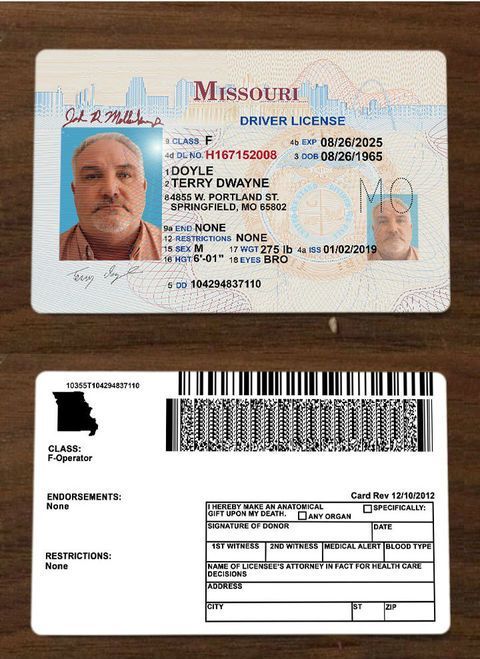 MISSOURI
DRIVER LICENSE
9 CLASS F
4b EXP 08/26/2025
4d DL NO. H167152008
3 DOB 08/26/1965
1 DOYLE
2 TERRY DWAYNE
8 4855 W. PORTLAND ST.
SPRINGFIELD, MO 65802
MO
9a END NONE
12 RESTRICTIONS NONE
15 SEX M 17 WGT 275 lb 4a ISS 01/02/2019
16 HGT 6'-01" 18 EYES BRO
5 DD 104294837110
10355T104294837110
CLASS:
F-Operator
ENDORSEMENTS:
None
RESTRICTIONS:
None
Card Rev 12/10/2012
I HEREBY MAKE AN ANATOMICAL
GIFT UPON MY DEATH. ANY ORGAN SPECIFICALLY:
SIGNATURE OF DONOR DATE
1ST WITNESS 2ND WITNESS MEDICAL ALERT BLOOD TYPE
NAME OF LICENSEE'S ATTORNEY IN FACT FOR HEALTH CARE
DECISIONS
ADDRESS
CITY ST ZIP